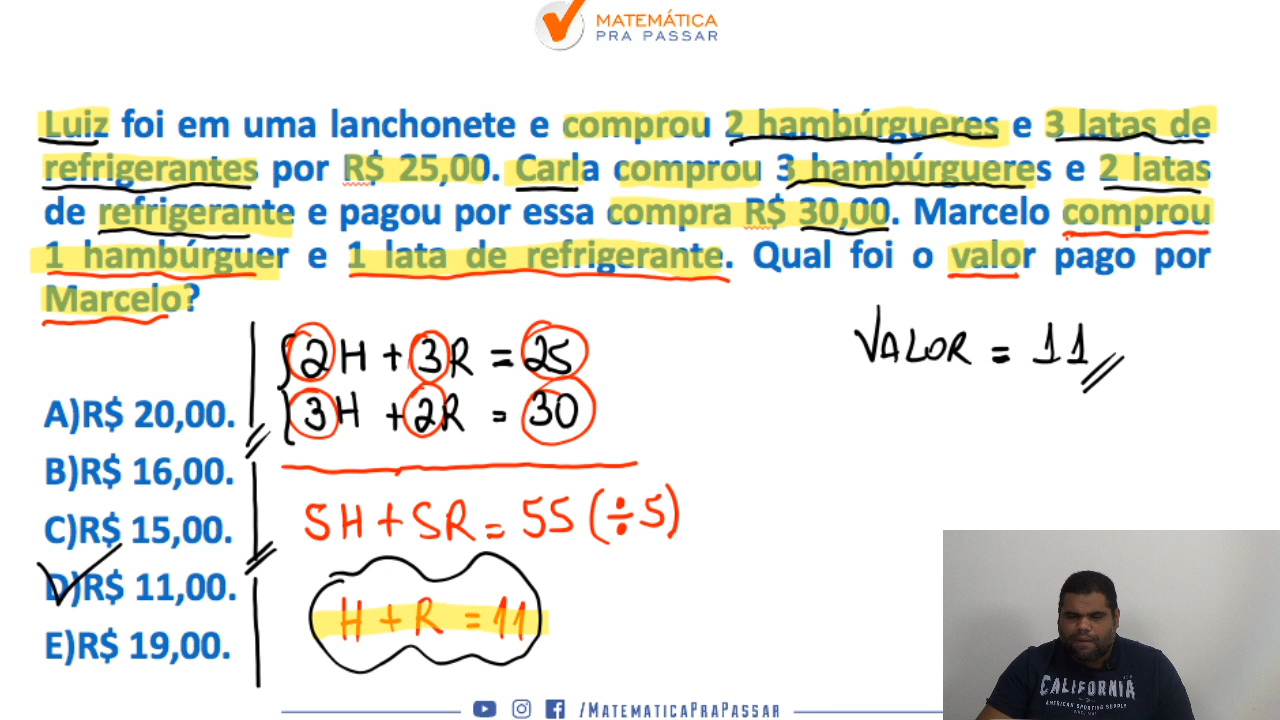 MATEMÁTICA
PRA PASSAR
Luiz foi em uma lanchonete e comprou 2 hambúrgueres e 3 latas de
refrigerantes por R$ 25,00. Carla comprou 3 hambúrgueres e 2 latas
de refrigerante e pagou por essa compra R$ 30,00. Marcelo comprou
1 hambúrguer e 1 lata de refrigerante. Qual foi o valor pago por
Marcelo?
A)R$ 20,00.
B)R$ 16,00.
C)R$ 15,00.
D)R$ 11,00.
E)R$ 19,00.
2H + 3R = 25
3H + 2R = 30
5H + 5R = 55 (÷5)
H + R = 11
VALOR = 11
CALIFORNIA
AMERICAN SPORTING SUPPLY
/MATEMATICAPRAPASSAR